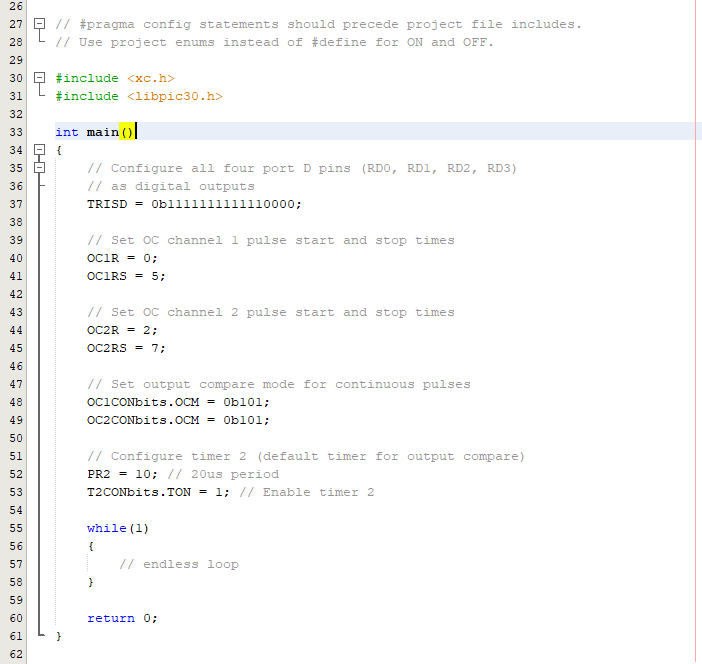 26
27 // #pragma config statements should precede project file includes.
28 // Use project enums instead of #define for ON and OFF.
29
30 #include <xc.h>
31 #include <libpic30.h>
32
33 int main()
34 {
35     // Configure all four port D pins (RD0, RD1, RD2, RD3)
36     // as digital outputs
37     TRISD = 0b1111111111110000;
38
39     // Set OC channel 1 pulse start and stop times
40     OC1R = 0;
41     OC1RS = 5;
42
43     // Set OC channel 2 pulse start and stop times
44     OC2R = 2;
45     OC2RS = 7;
46
47     // Set output compare mode for continuous pulses
48     OC1CONbits.OCM = 0b101;
49     OC2CONbits.OCM = 0b101;
50
51     // Configure timer 2 (default timer for output compare)
52     PR2 = 10; // 20us period
53     T2CONbits.TON = 1; // Enable timer 2
54
55     while(1)
56     {
57         // endless loop
58     }
59
60     return 0;
61 }
62